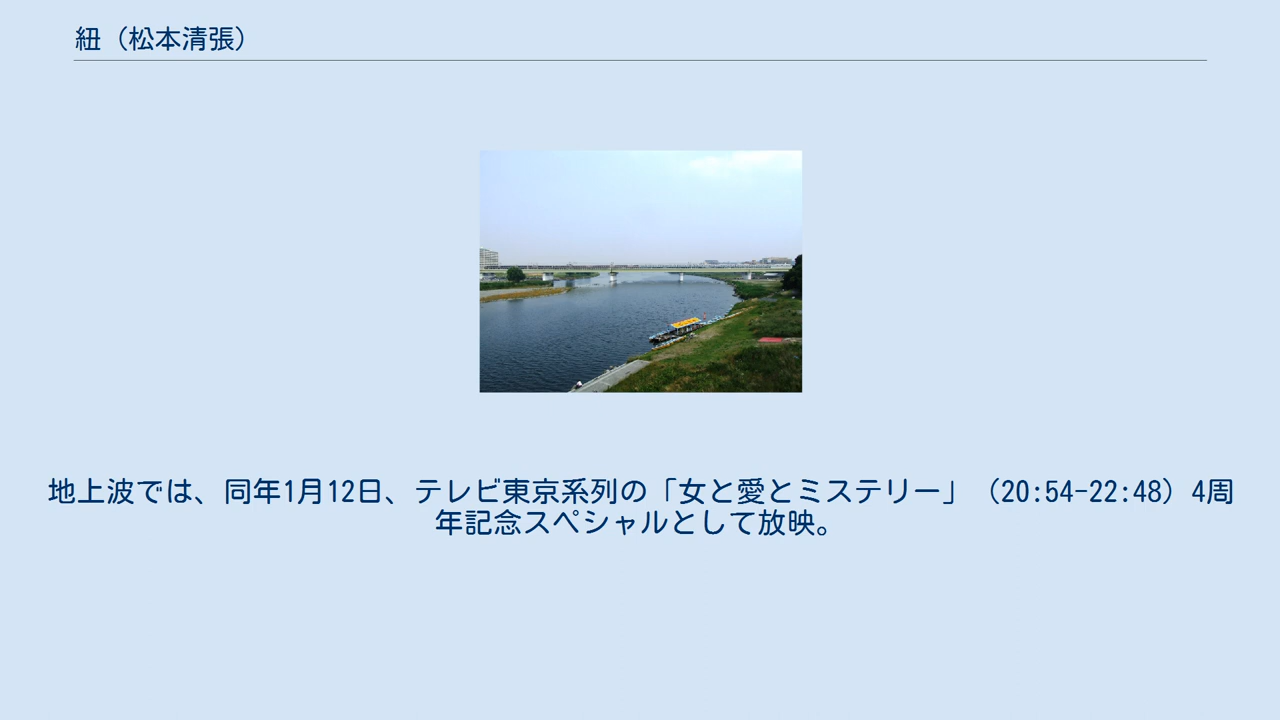 紐（松本清張）
地上波では、同年1月12日、テレビ東京系列の「女と愛とミステリー」（20:54-22:48）4周
年記念スペシャルとして放映。